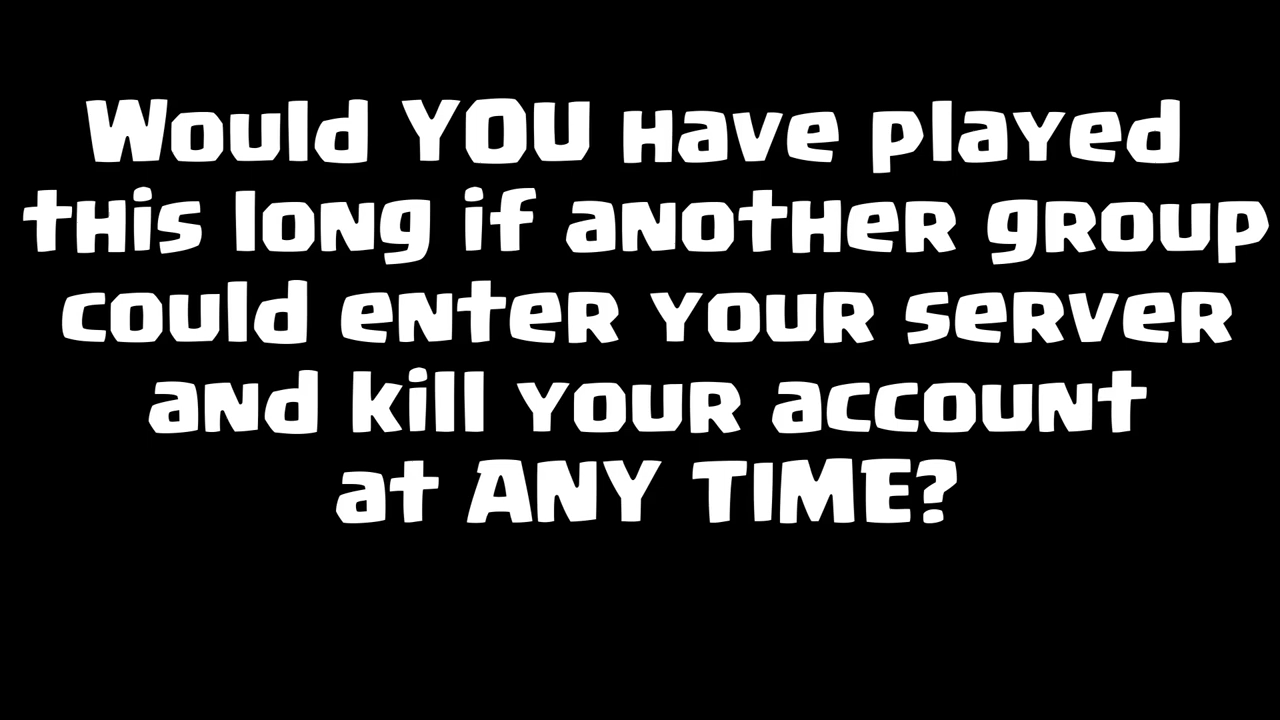 Would YOU have played
this long if another group
could enter your server
and kill your account
at ANY TIME?